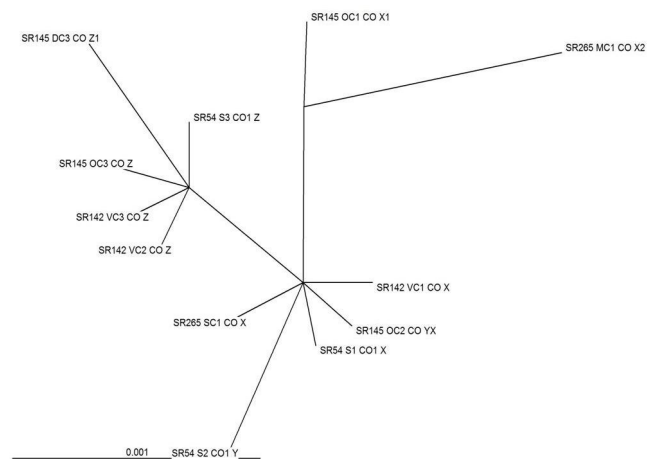 SR145 OC1 CO X1
SR145 DC3 CO Z1
SR265 MC1 CO X2
SR54 S3 CO1 Z
SR145 OC3 CO Z
SR142 VC3 CO Z
SR142 VC2 CO Z
SR142 VC1 CO X
SR265 SC1 CO X
SR145 OC2 CO YX
SR54 S1 CO1 X
0.001
SR54 S2 CO1 Y